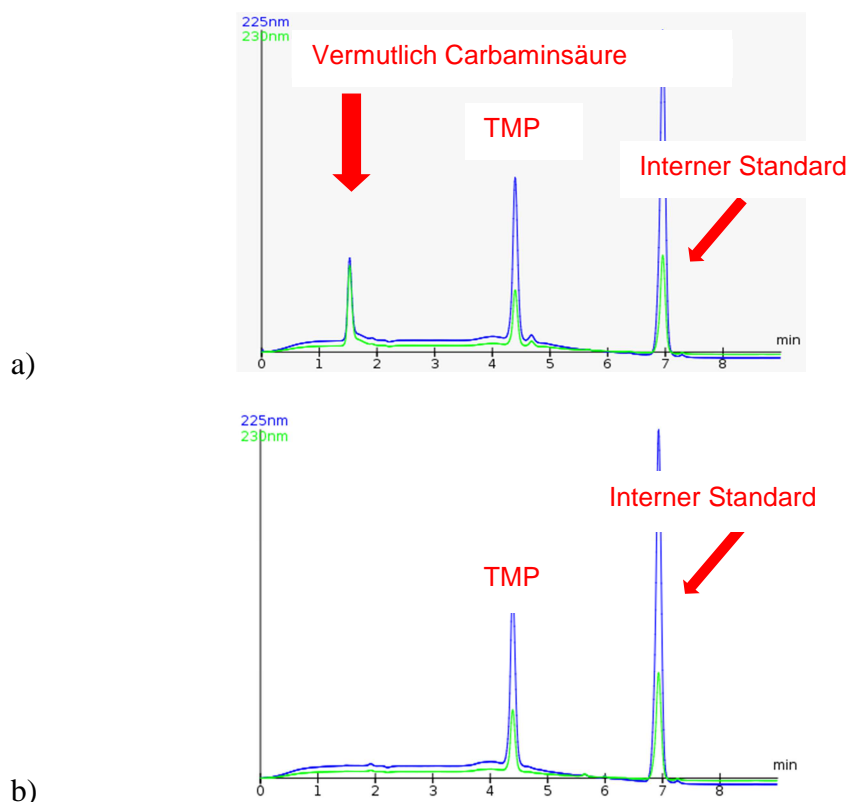 225nm
230nm
Vermutlich Carbaminsäure
TMP
Interner Standard
min
0 1 2 3 4 5 6 7 8
a)
225nm
230nm
Interner Standard
TMP
min
0 1 2 3 4 5 6 7 8
b)